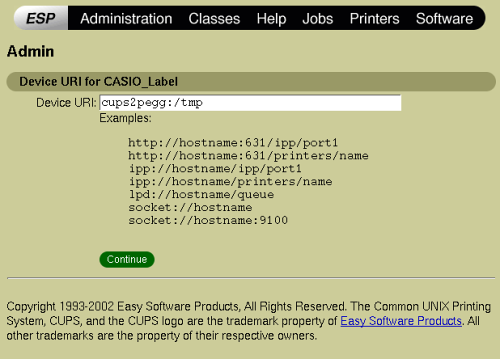 ESP Administration Classes Help Jobs Printers Software
Admin
Device URI for CASIO_Label
Device URI: cups2pegg:/tmp
Examples:
http://hostname:631/ipp/port1
http://hostname:631/printers/name
ipp://hostname/ipp/port1
ipp://hostname/printers/name
lpd://hostname/queue
socket://hostname
socket://hostname:9100
Continue
Copyright 1993-2002 Easy Software Products, All Rights Reserved. The Common UNIX Printing
System, CUPS, and the CUPS logo are the trademark property of Easy Software Products. All
other trademarks are the property of their respective owners.